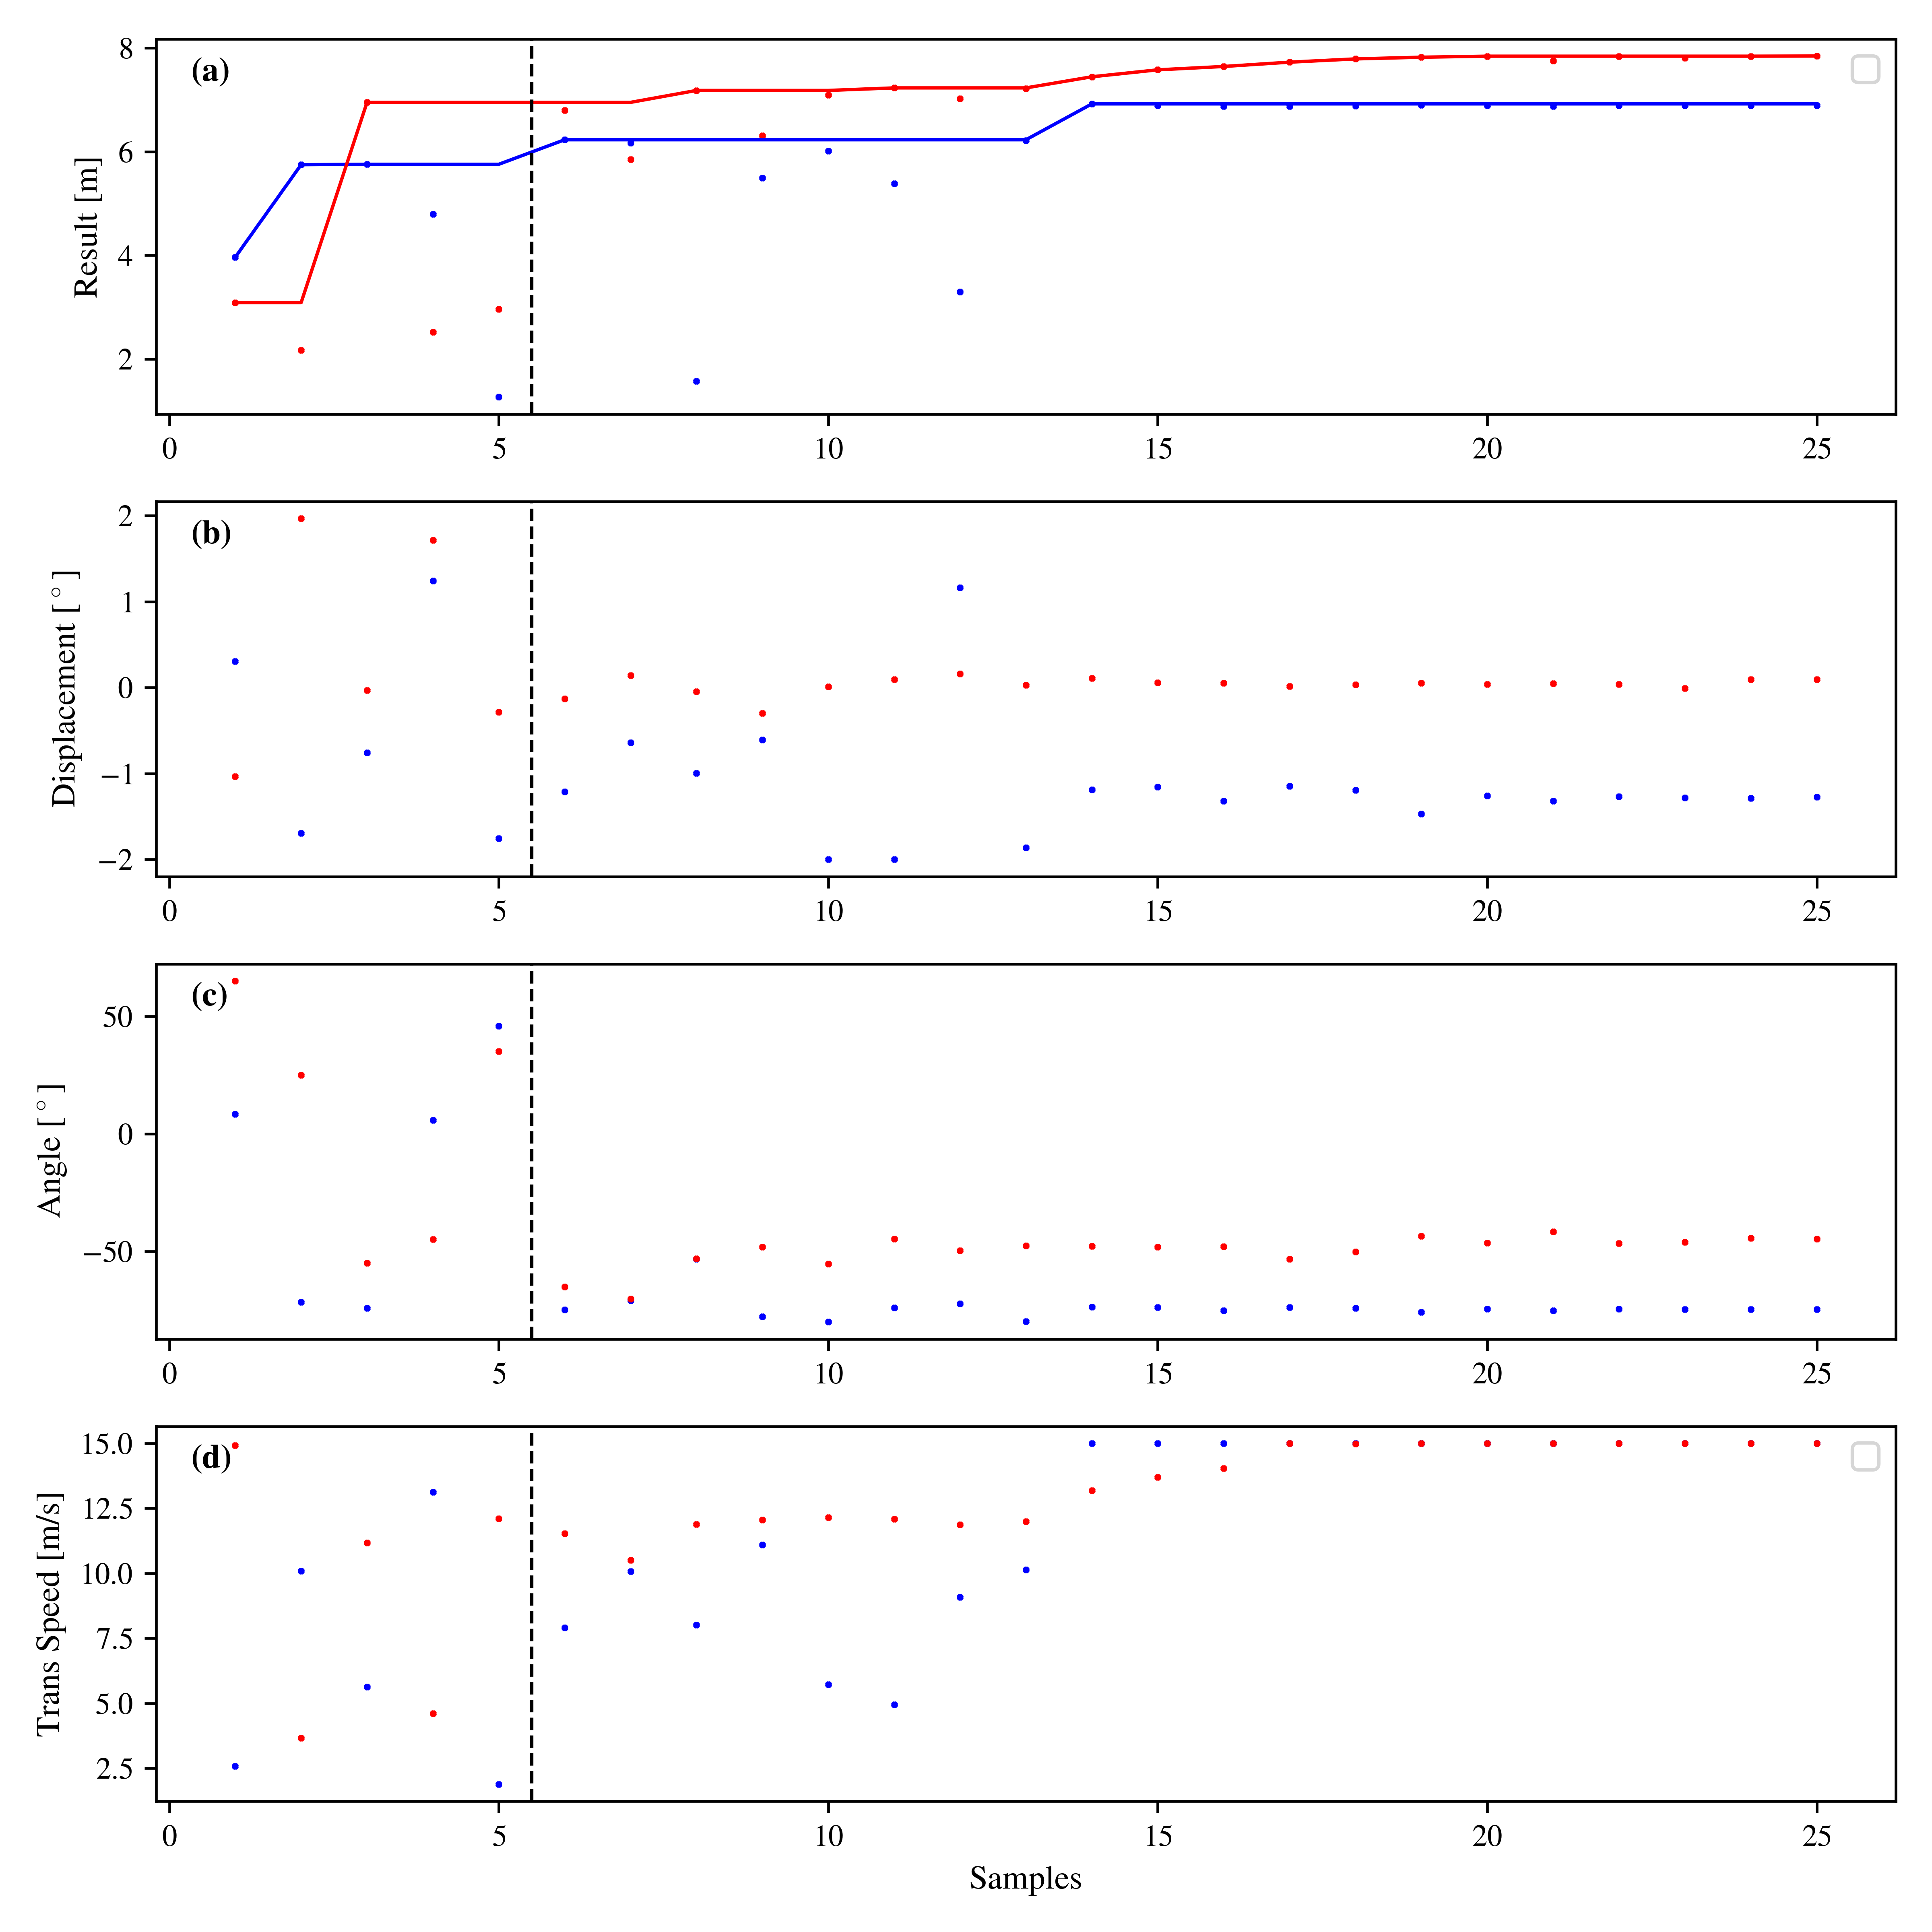 (a)
Result [m]
8
6
4
2
0 5 10 15 20 25
(b)
Displacement [ ° ]
2
1
0
−1
−2
0 5 10 15 20 25
(c)
Angle [ ° ]
50
0
−50
0 5 10 15 20 25
(d)
Trans Speed [m/s]
15.0
12.5
10.0
7.5
5.0
2.5
0 5 10 15 20 25
Samples